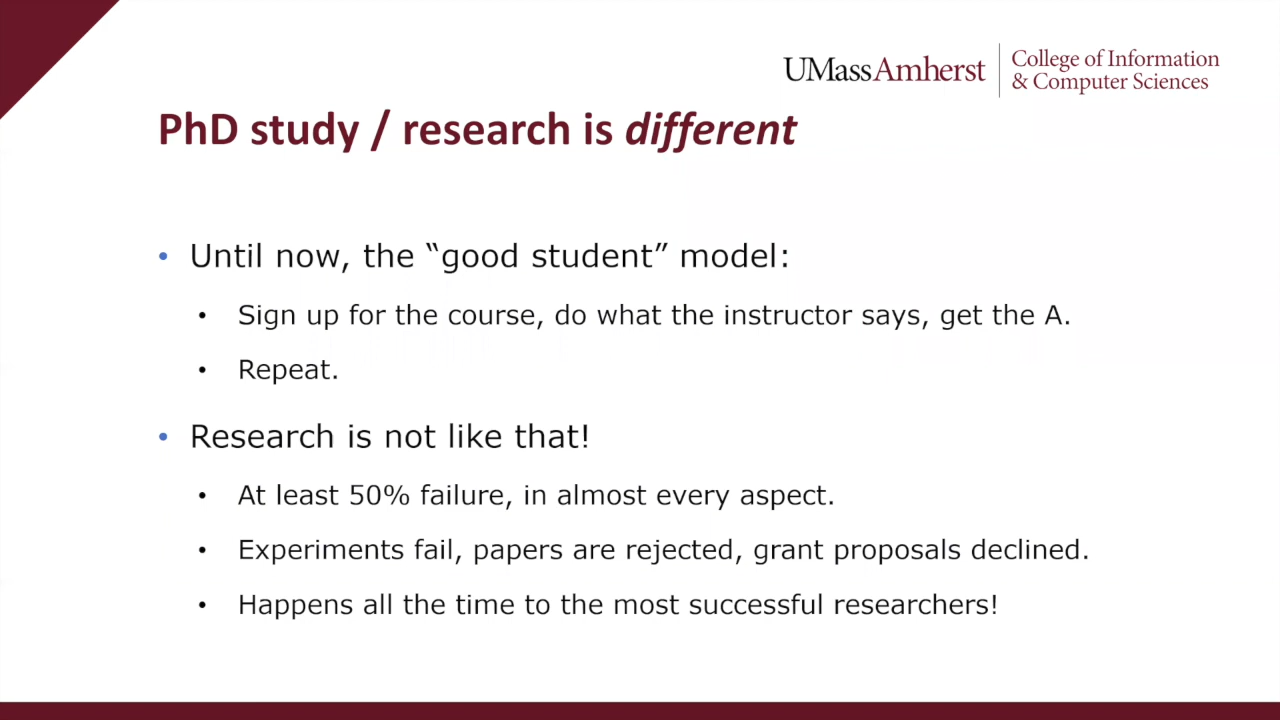 UMassAmherst
College of Information
& Computer Sciences
PhD study / research is different
• Until now, the “good student” model:
• Sign up for the course, do what the instructor says, get the A.
• Repeat.
• Research is not like that!
• At least 50% failure, in almost every aspect.
• Experiments fail, papers are rejected, grant proposals declined.
• Happens all the time to the most successful researchers!